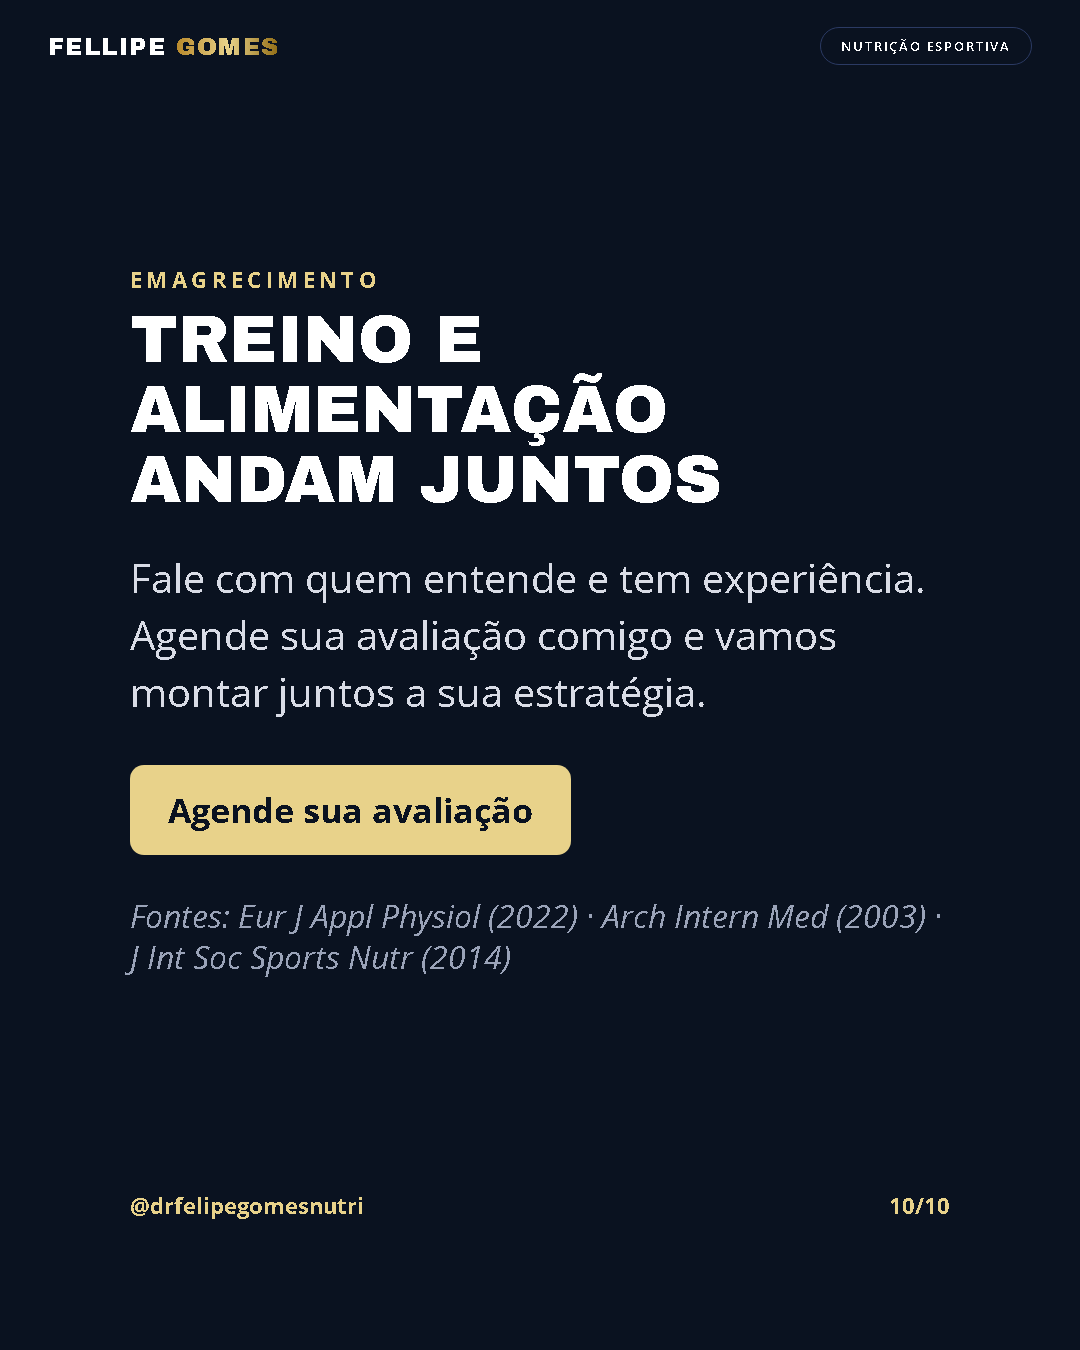 FELLIPE GOMES
NUTRIÇÃO ESPORTIVA
EMAGRECIMENTO
TREINO E
ALIMENTAÇÃO
ANDAM JUNTOS
Fale com quem entende e tem experiência.
Agende sua avaliação comigo e vamos
montar juntos a sua estratégia.
Agende sua avaliação
Fontes: Eur J Appl Physiol (2022) · Arch Intern Med (2003) ·
J Int Soc Sports Nutr (2014)
@drfelipegomesnutri
10/10